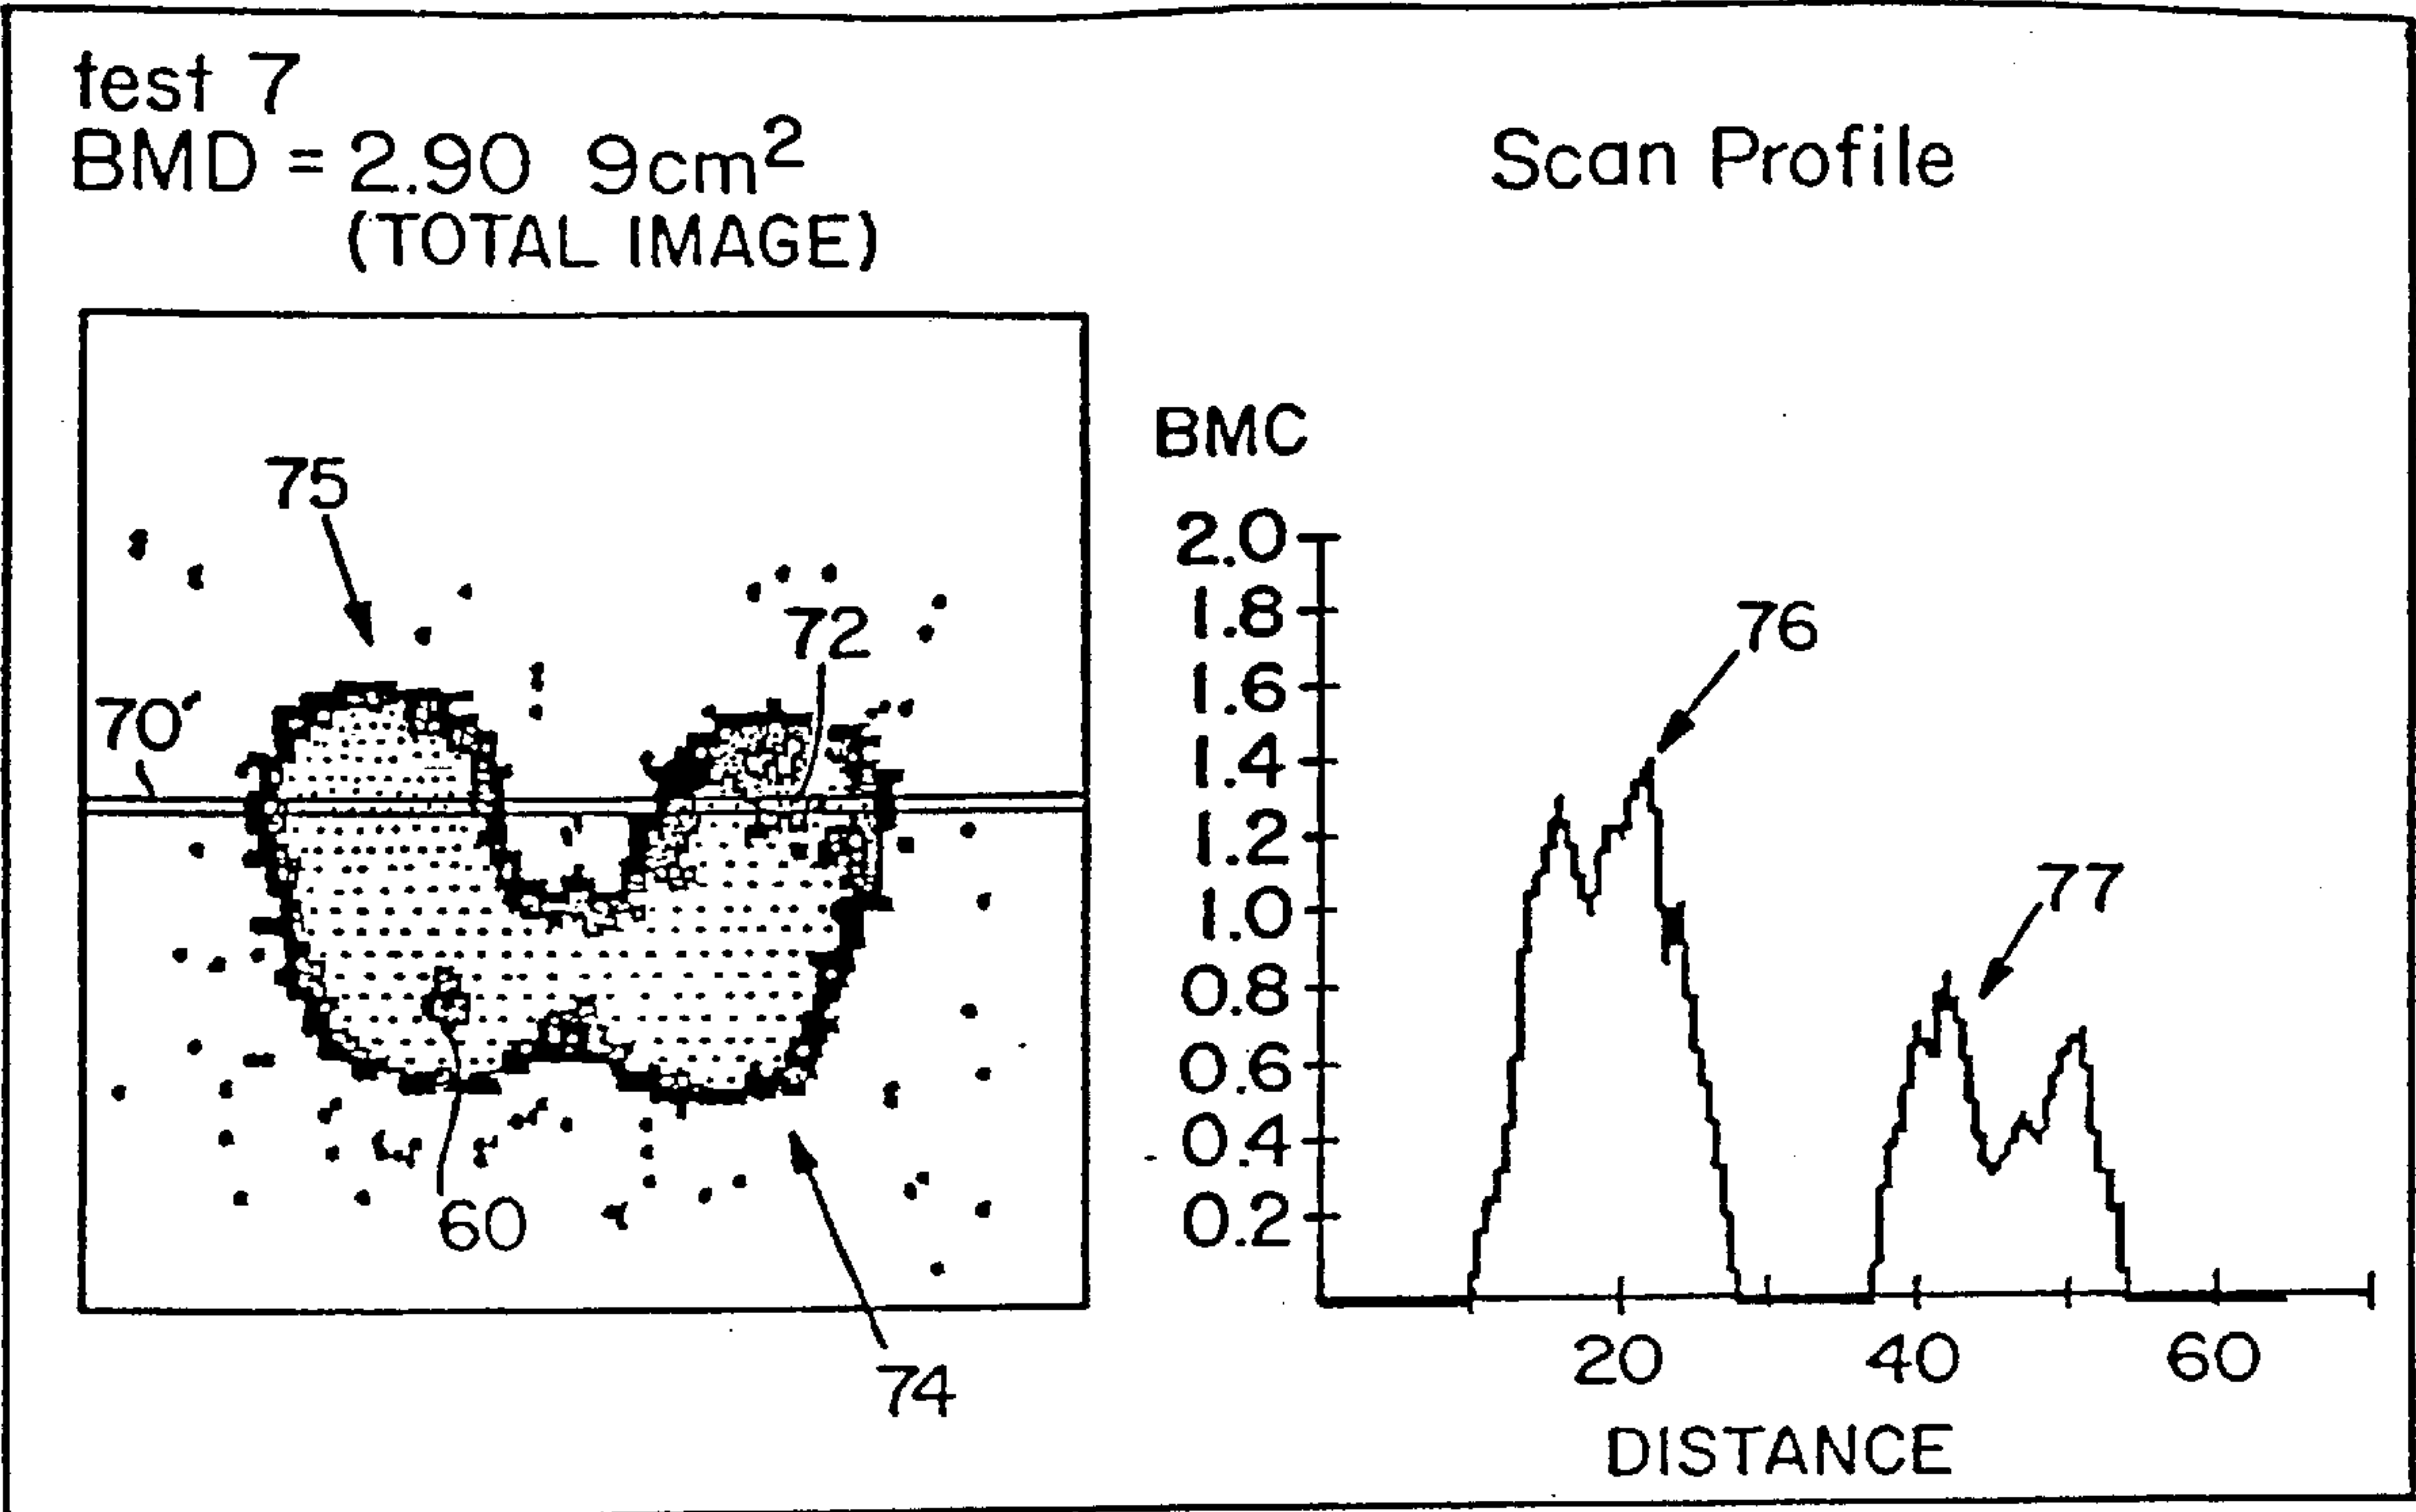 test 7
BMD = 2.90 9cm²
(TOTAL IMAGE)
Scan Profile
75
72
70'
60
74
BMC
2.0
1.8
1.6
1.4
1.2
1.0
0.8
0.6
0.4
0.2
76
77
20 40 60
DISTANCE